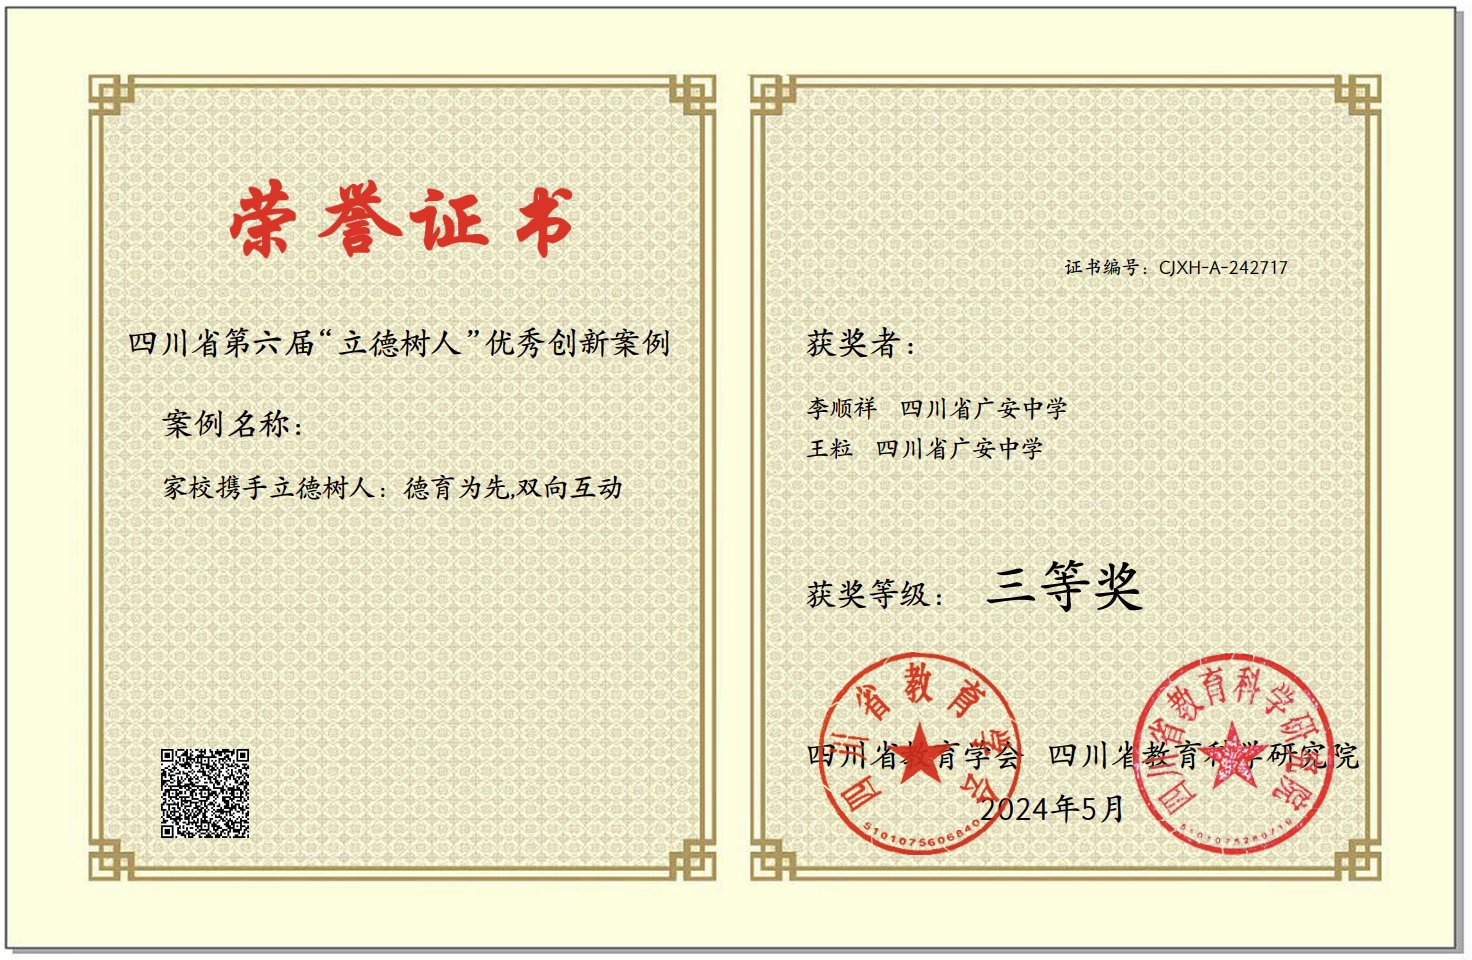 荣誉证书
四川省第六届“立德树人”优秀创新案例
案例名称：
家校携手立德树人：德育为先,双向互动
证书编号：CJXH-A-242717
获奖者：
李顺祥 四川省广安中学
王粒 四川省广安中学
获奖等级： 三等奖
四川省教育学会 四川省教育科学研究院
2024年5月
四川省教育学会
5101075606840
四川省教育科学研究院